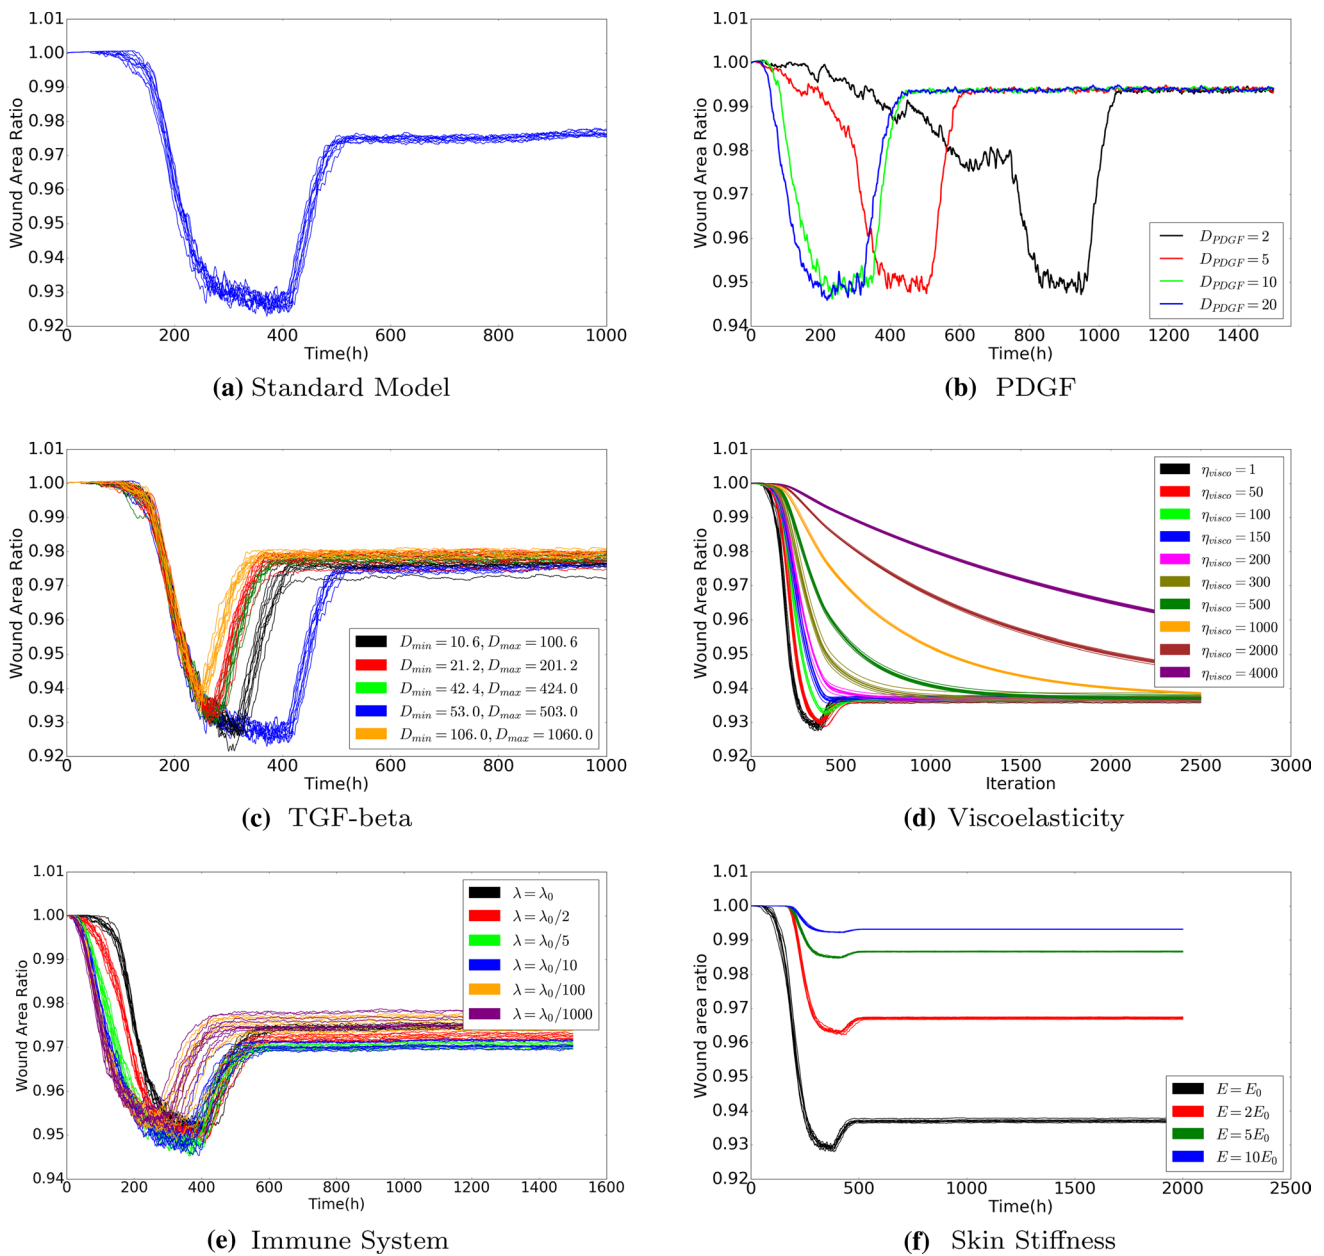 1.01
1.00
0.99
0.98
0.97
0.96
0.95
0.94
0.93
0.92
0 200 400 600 800 1000
Wound Area Ratio
Time(h)
(a) Standard Model
1.01
1.00
0.99
0.98
0.97
0.96
0.95
0.94
0 200 400 600 800 1000 1200 1400
Wound Area Ratio
Time(h)
D_PDGF = 2
D_PDGF = 5
D_PDGF = 10
D_PDGF = 20
(b) PDGF
1.01
1.00
0.99
0.98
0.97
0.96
0.95
0.94
0.93
0.92
0 200 400 600 800 1000
Wound Area Ratio
Time(h)
D_min = 10.6, D_max = 100.6
D_min = 21.2, D_max = 201.2
D_min = 42.4, D_max = 424.0
D_min = 53.0, D_max = 503.0
D_min = 106.0, D_max = 1060.0
(c) TGF-beta
1.01
1.00
0.99
0.98
0.97
0.96
0.95
0.94
0.93
0.92
0 500 1000 1500 2000 2500 3000
Wound Area Ratio
Iteration
η_visco = 1
η_visco = 50
η_visco = 100
η_visco = 150
η_visco = 200
η_visco = 300
η_visco = 500
η_visco = 1000
η_visco = 2000
η_visco = 4000
(d) Viscoelasticity
1.01
1.00
0.99
0.98
0.97
0.96
0.95
0.94
0 200 400 600 800 1000 1200 1400 1600
Wound Area Ratio
Time(h)
λ = λ₀
λ = λ₀/2
λ = λ₀/5
λ = λ₀/10
λ = λ₀/100
λ = λ₀/1000
(e) Immune System
1.01
1.00
0.99
0.98
0.97
0.96
0.95
0.94
0.93
0.92
0 500 1000 1500 2000 2500
Wound area ratio
Time(h)
E = E₀
E = 2E₀
E = 5E₀
E = 10E₀
(f) Skin Stiffness